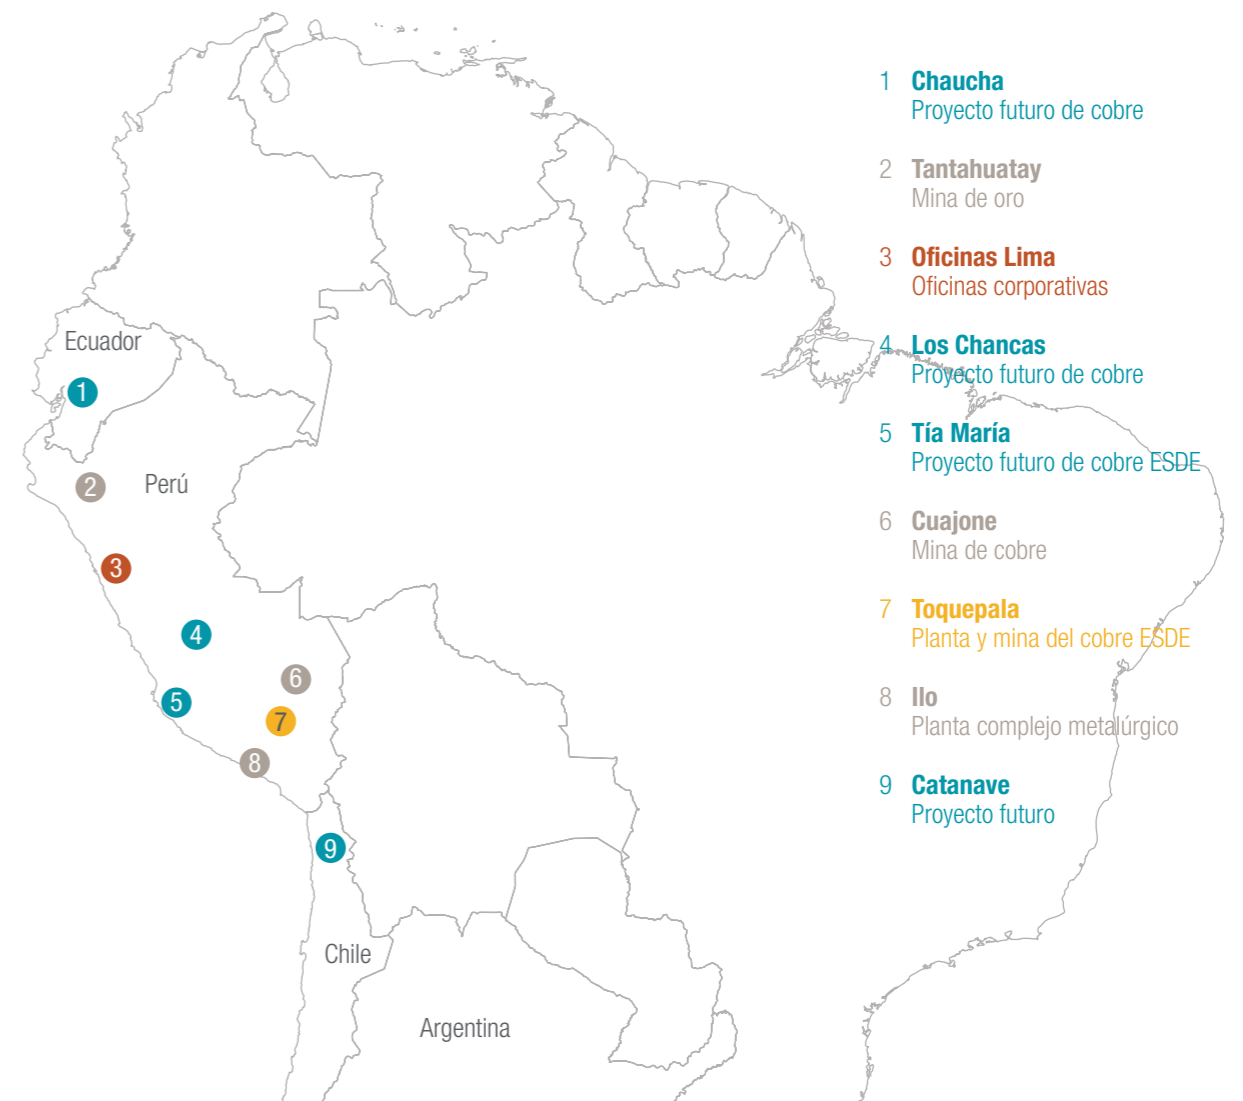 1 Chaucha
Proyecto futuro de cobre
2 Tantahuatay
Mina de oro
3 Oficinas Lima
Oficinas corporativas
4 Los Chancas
Proyecto futuro de cobre
5 Tía María
Proyecto futuro de cobre ESDE
6 Cuajone
Mina de cobre
7 Toquepala
Planta y mina del cobre ESDE
8 Ilo
Planta complejo metalúrgico
9 Catanave
Proyecto futuro
Ecuador
1
2
Perú
3
4
6
5
7
8
9
Chile
Argentina